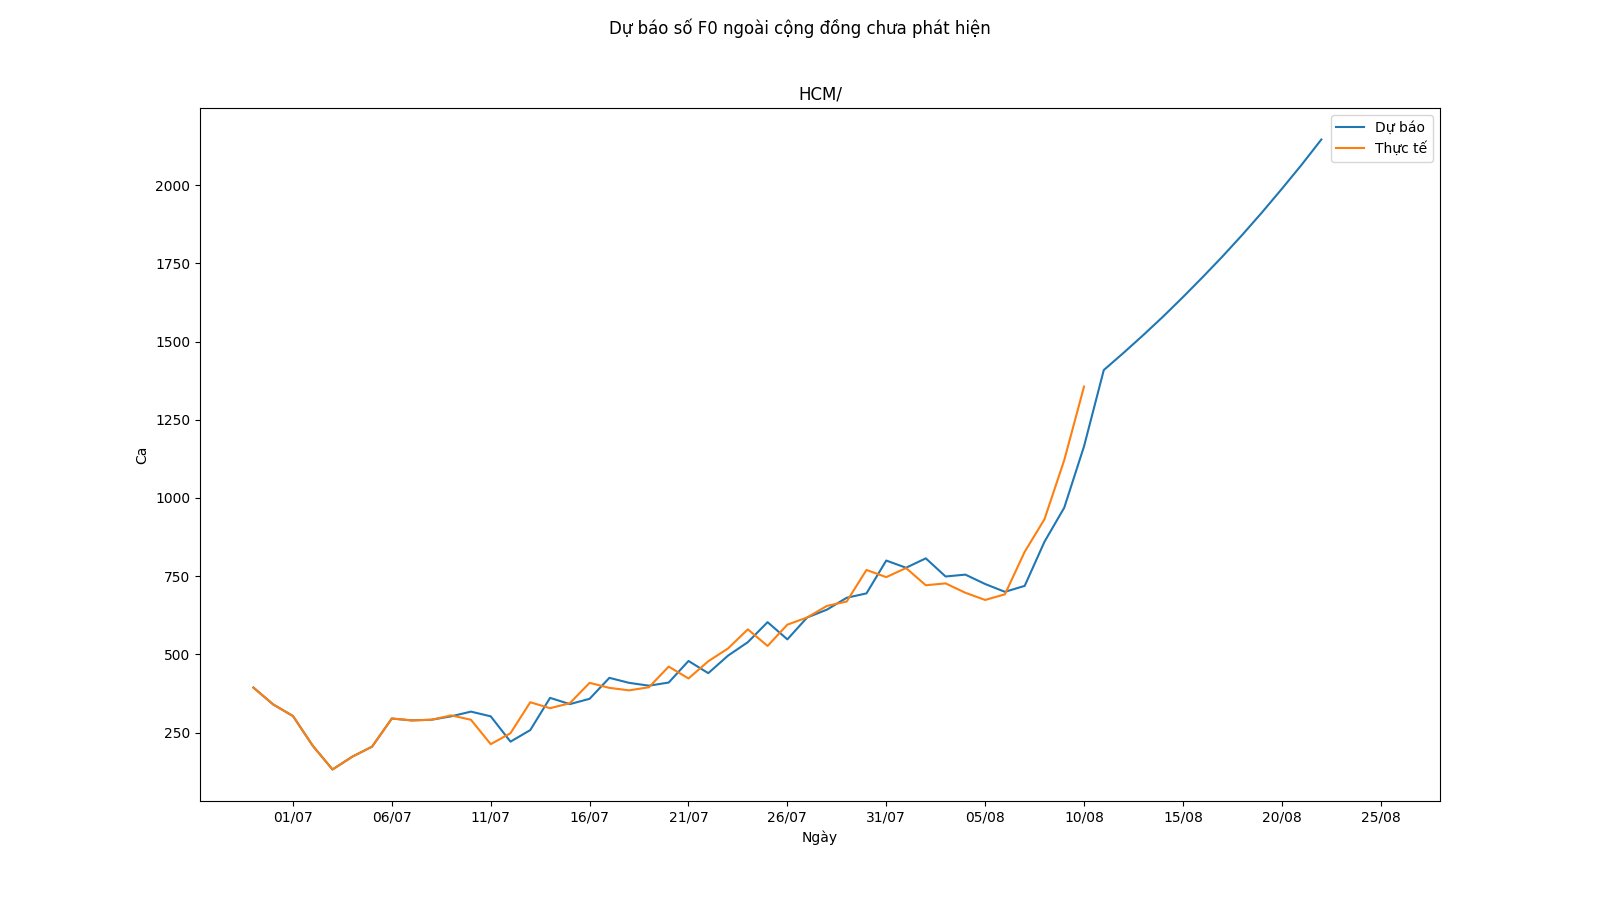 Dự báo số F0 ngoài cộng đồng chưa phát hiện
HCM/
Dự báo
Thực tế
2000
1750
1500
1250
1000
750
500
250
Ca
01/07 06/07 11/07 16/07 21/07 26/07 31/07 05/08 10/08 15/08 20/08 25/08
Ngày